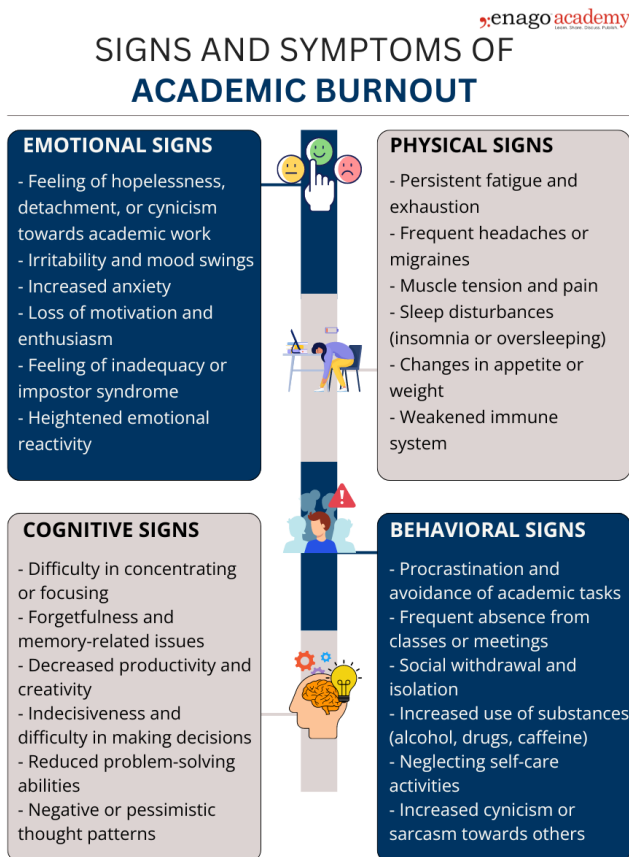 enago academy
Learn. Share. Discuss. Publish.
SIGNS AND SYMPTOMS OF
ACADEMIC BURNOUT
EMOTIONAL SIGNS
- Feeling of hopelessness,
detachment, or cynicism
towards academic work
- Irritability and mood swings
- Increased anxiety
- Loss of motivation and
enthusiasm
- Feeling of inadequacy or
impostor syndrome
- Heightened emotional
reactivity
PHYSICAL SIGNS
- Persistent fatigue and
exhaustion
- Frequent headaches or
migraines
- Muscle tension and pain
- Sleep disturbances
(insomnia or oversleeping)
- Changes in appetite or
weight
- Weakened immune
system
COGNITIVE SIGNS
- Difficulty in concentrating
or focusing
- Forgetfulness and
memory-related issues
- Decreased productivity and
creativity
- Indecisiveness and
difficulty in making decisions
- Reduced problem-solving
abilities
- Negative or pessimistic
thought patterns
BEHAVIORAL SIGNS
- Procrastination and
avoidance of academic tasks
- Frequent absence from
classes or meetings
- Social withdrawal and
isolation
- Increased use of substances
(alcohol, drugs, caffeine)
- Neglecting self-care
activities
- Increased cynicism or
sarcasm towards others